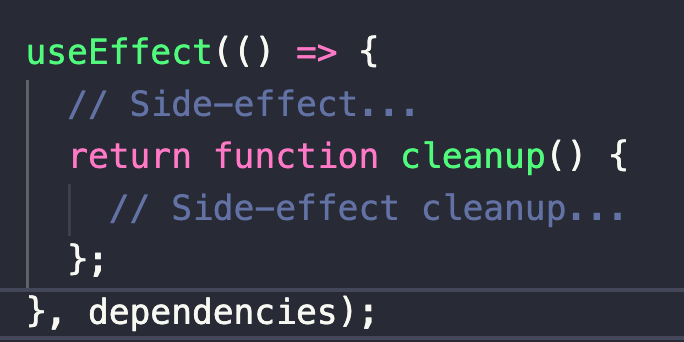 useEffect(() => {
  // Side-effect...
  return function cleanup() {
    // Side-effect cleanup...
  };
}, dependencies);